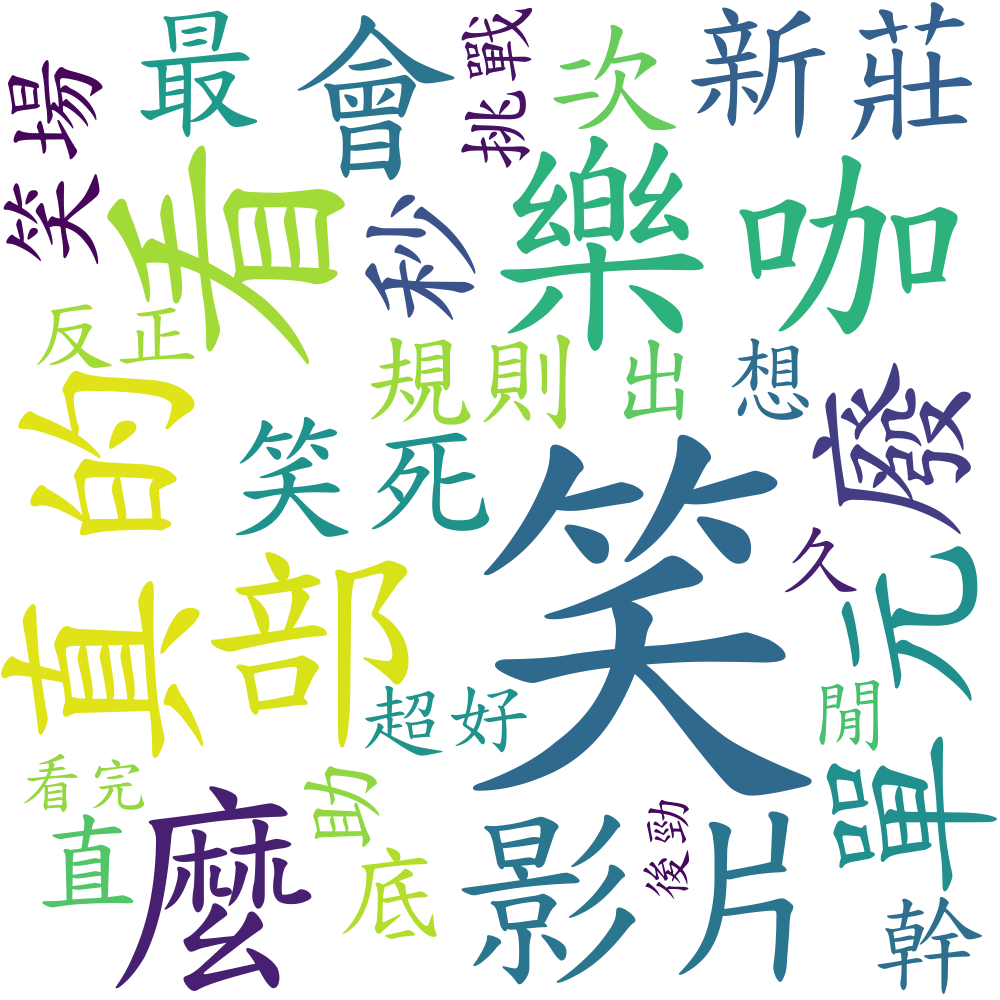 笑場
最
會
挑戰
次
新莊
看
秒
樂咖
反正
規則
出
想
的
笑死
廢
笑
久
真
部
單元
超好
閒
看完
直
麼
助
底
影片
後勁
幹